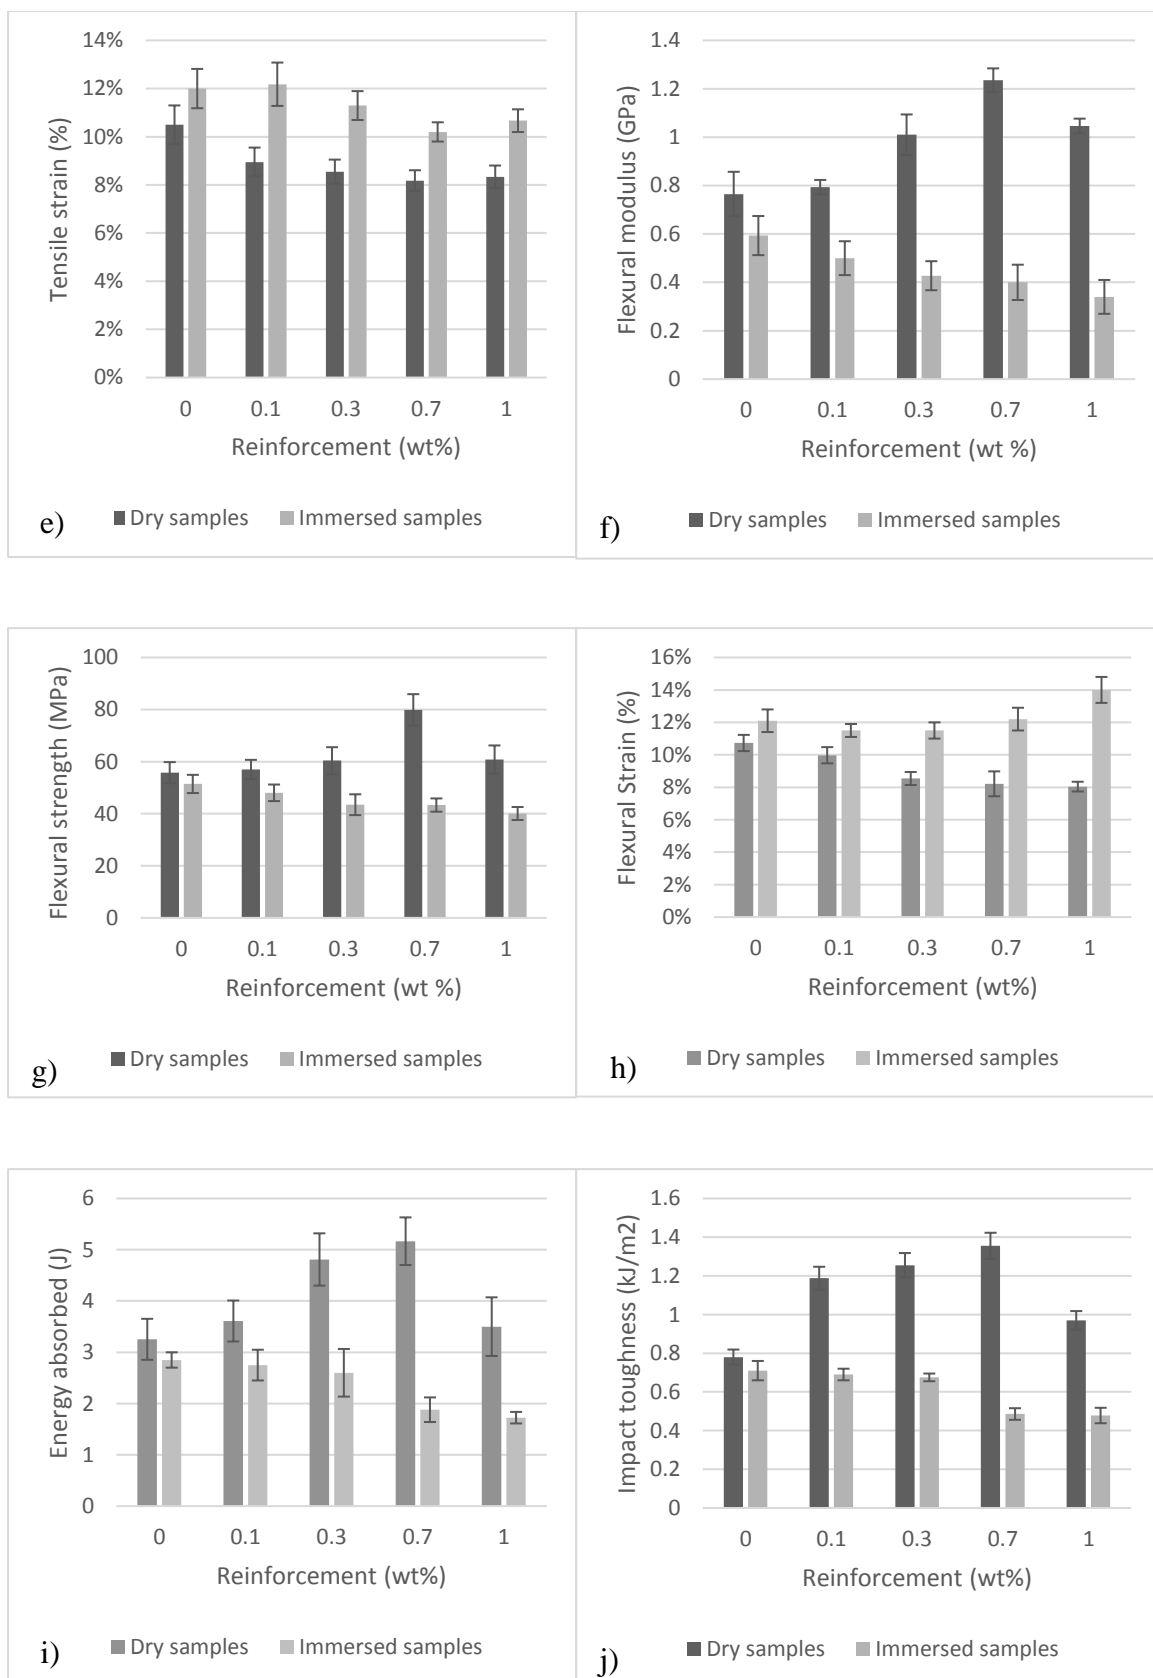 Tensile strain (%)
14%
12%
10%
8%
6%
4%
2%
0%
0 0.1 0.3 0.7 1
Reinforcement (wt%)
Dry samples Immersed samples
e)
Flexural modulus (GPa)
1.4
1.2
1
0.8
0.6
0.4
0.2
0
0 0.1 0.3 0.7 1
Reinforcement (wt %)
Dry samples Immersed samples
f)
Flexural strength (MPa)
100
80
60
40
20
0
0 0.1 0.3 0.7 1
Reinforcement (wt %)
Dry samples Immersed samples
g)
Flexural Strain (%)
16%
14%
12%
10%
8%
6%
4%
2%
0%
0 0.1 0.3 0.7 1
Reinforcement (wt%)
Dry samples Immersed samples
h)
Energy absorbed (J)
6
5
4
3
2
1
0
0 0.1 0.3 0.7 1
Reinforcement (wt%)
Dry samples Immersed samples
i)
Impact toughness (kJ/m2)
1.6
1.4
1.2
1
0.8
0.6
0.4
0.2
0
0 0.1 0.3 0.7 1
Reinforcement (wt%)
Dry samples Immersed samples
j)